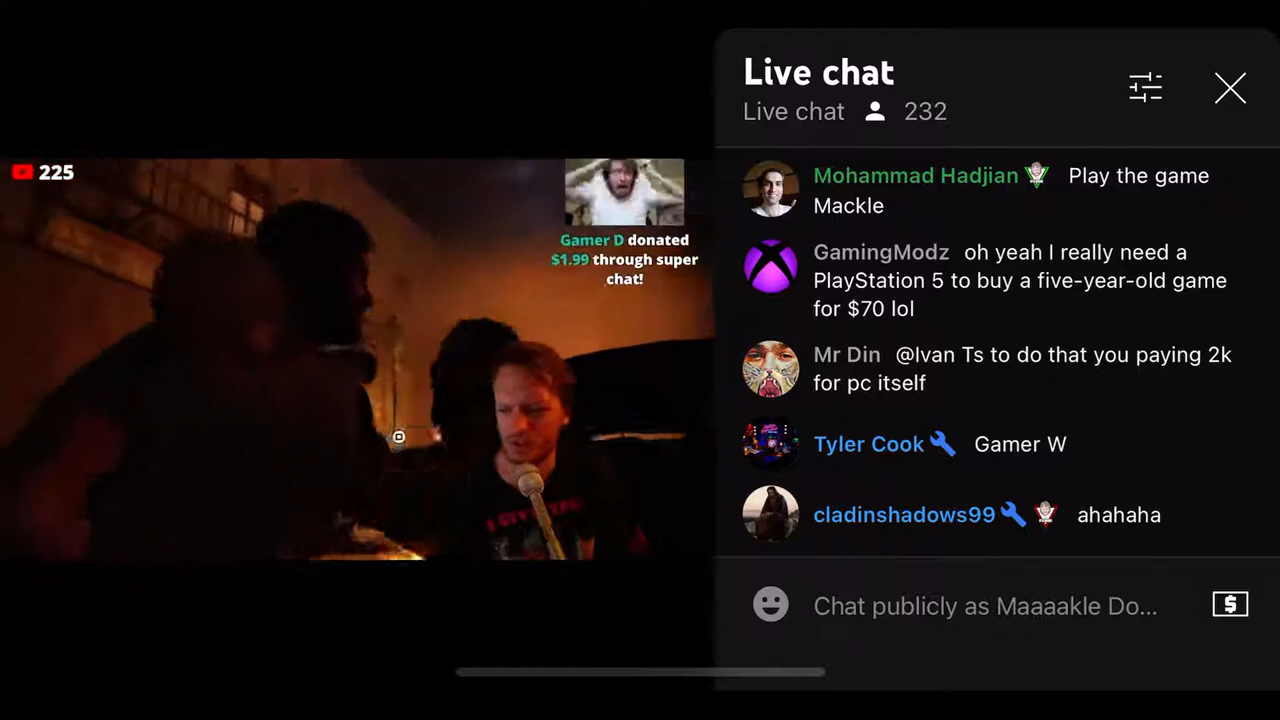 225
Gamer D donated
$1.99 through super
chat!
Live chat
Live chat 232
Mohammad Hadjian Play the game
Mackle
GamingModz oh yeah I really need a
PlayStation 5 to buy a five-year-old game
for $70 lol
Mr Din @Ivan Ts to do that you paying 2k
for pc itself
Tyler Cook Gamer W
cladinshadows99 ahahaha
Chat publicly as Maaaakle Do...